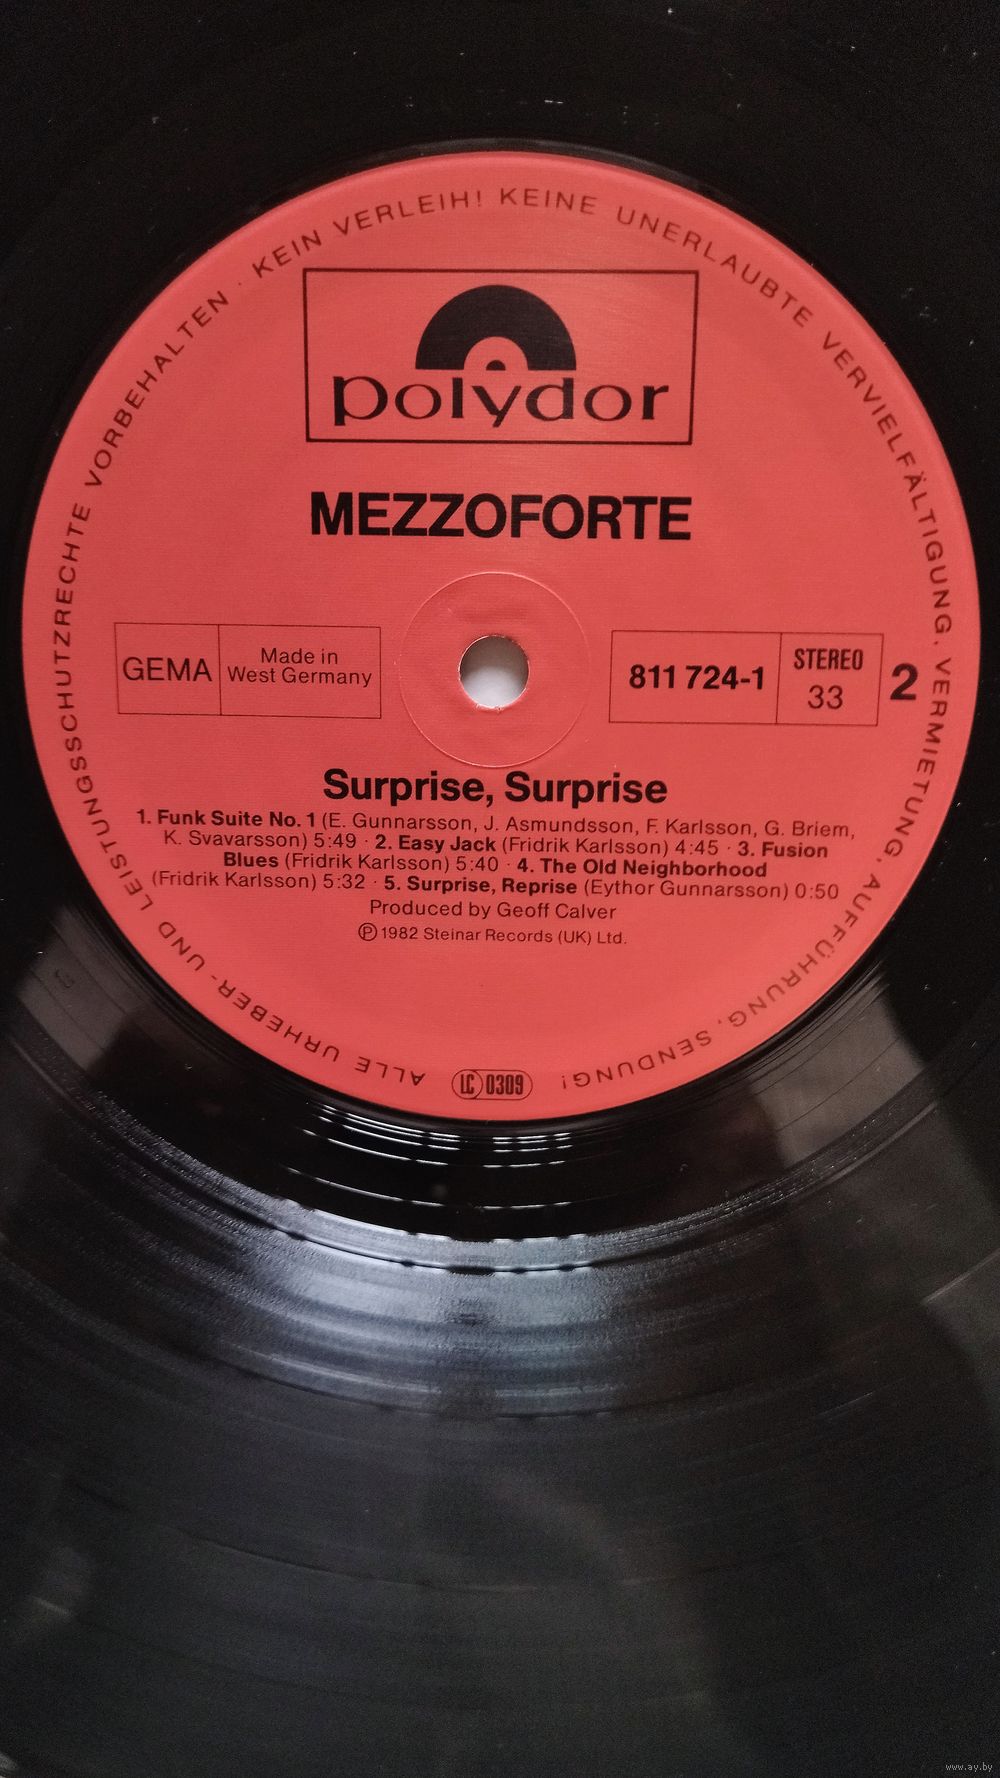 ALLE URHEBER- UND LEISTUNGSSCHUTZRECHTE VORBEHALTEN · KEIN VERLEIH! KEINE UNERLAUBTE VERVIELFÄLTIGUNG, VERMIETUNG, AUFFÜHRUNG, SENDUNG!
polydor
MEZZOFORTE
GEMA
Made in
West Germany
811 724-1
STEREO
33
2
Surprise, Surprise
1. Funk Suite No. 1 (E. Gunnarsson, J. Asmundsson, F. Karlsson, G. Briem,
K. Svavarsson) 5:49 · 2. Easy Jack (Fridrik Karlsson) 4:45 · 3. Fusion
Blues (Fridrik Karlsson) 5:40 · 4. The Old Neighborhood
(Fridrik Karlsson) 5:32 · 5. Surprise, Reprise (Eythor Gunnarsson) 0:50
Produced by Geoff Calver
℗ 1982 Steinar Records (UK) Ltd.
LC 0309
www.ay.by